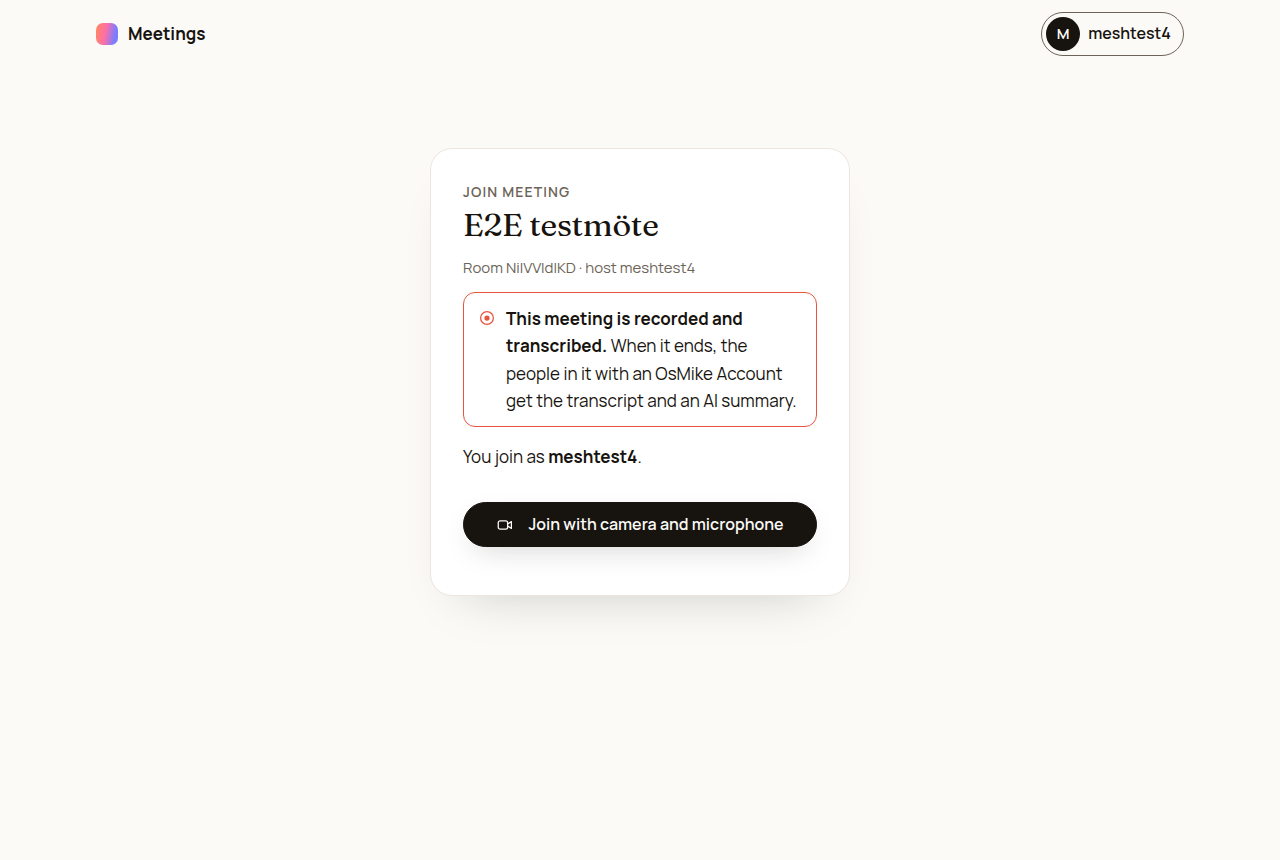 Meetings
M meshtest4
JOIN MEETING
E2E testmöte
Room NilVVldlKD · host meshtest4
This meeting is recorded and
transcribed. When it ends, the
people in it with an OsMike Account
get the transcript and an AI summary.
You join as meshtest4.
Join with camera and microphone